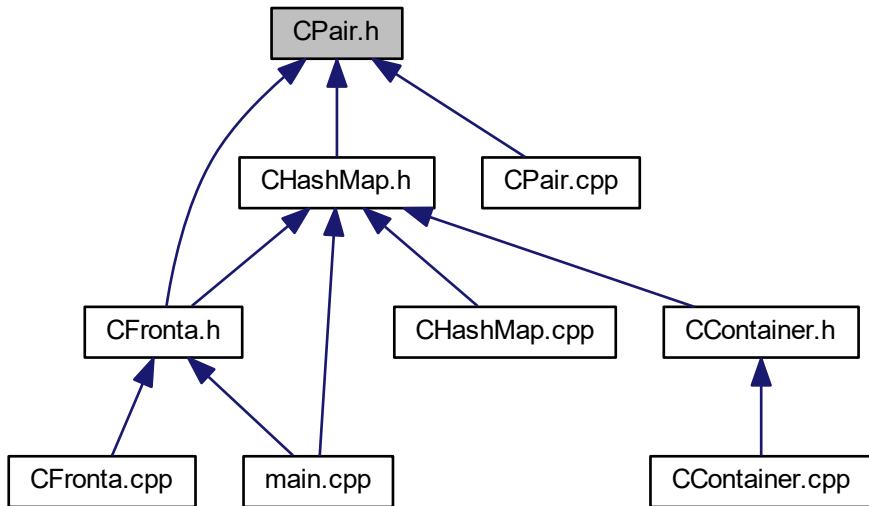 CPair.h
CHashMap.h
CPair.cpp
CFronta.h
CHashMap.cpp
CContainer.h
CFronta.cpp
main.cpp
CContainer.cpp